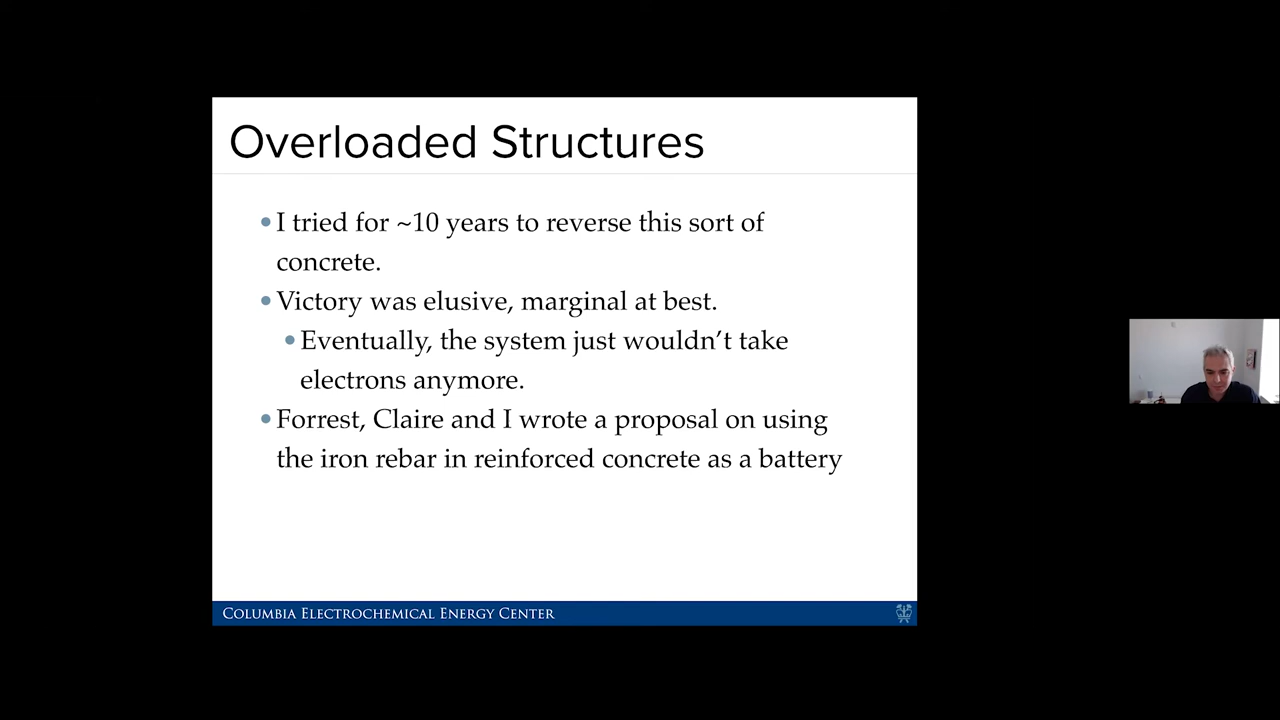 Overloaded Structures
•I tried for ~10 years to reverse this sort of
concrete.
•Victory was elusive, marginal at best.
•Eventually, the system just wouldn’t take
electrons anymore.
•Forrest, Claire and I wrote a proposal on using
the iron rebar in reinforced concrete as a battery
COLUMBIA ELECTROCHEMICAL ENERGY CENTER